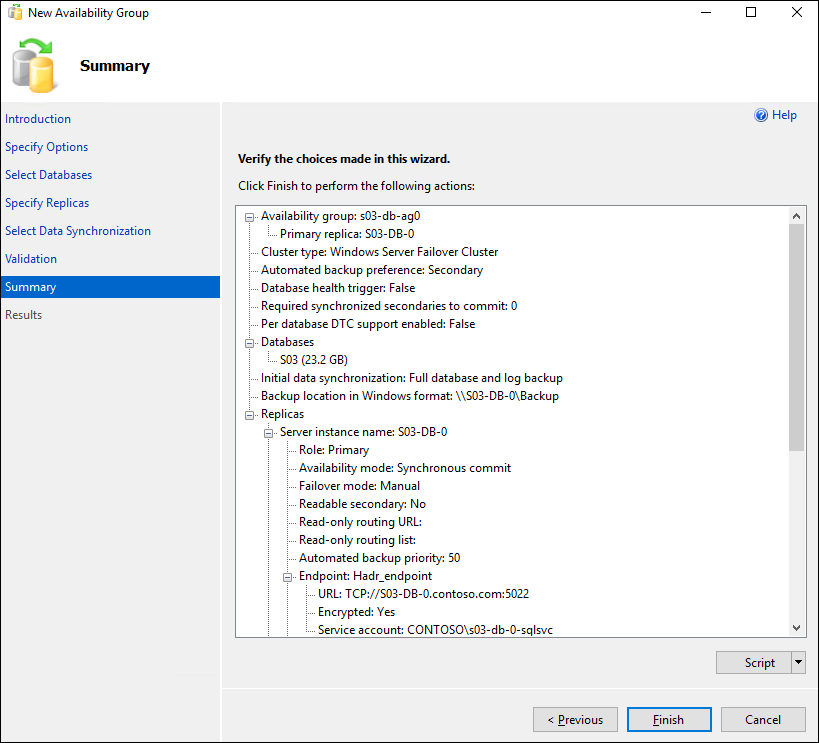 New Availability Group
Summary
Introduction
Specify Options
Select Databases
Specify Replicas
Select Data Synchronization
Validation
Summary
Results
Help
Verify the choices made in this wizard.
Click Finish to perform the following actions:
Availability group: s03-db-ag0
Primary replica: S03-DB-0
Cluster type: Windows Server Failover Cluster
Automated backup preference: Secondary
Database health trigger: False
Required synchronized secondaries to commit: 0
Per database DTC support enabled: False
Databases
S03 (23.2 GB)
Initial data synchronization: Full database and log backup
Backup location in Windows format: \\S03-DB-0\Backup
Replicas
Server instance name: S03-DB-0
Role: Primary
Availability mode: Synchronous commit
Failover mode: Manual
Readable secondary: No
Read-only routing URL:
Read-only routing list:
Automated backup priority: 50
Endpoint: Hadr_endpoint
URL: TCP://S03-DB-0.contoso.com:5022
Encrypted: Yes
Service account: CONTOSO\s03-db-0-sqlsvc
Script
< Previous
Finish
Cancel